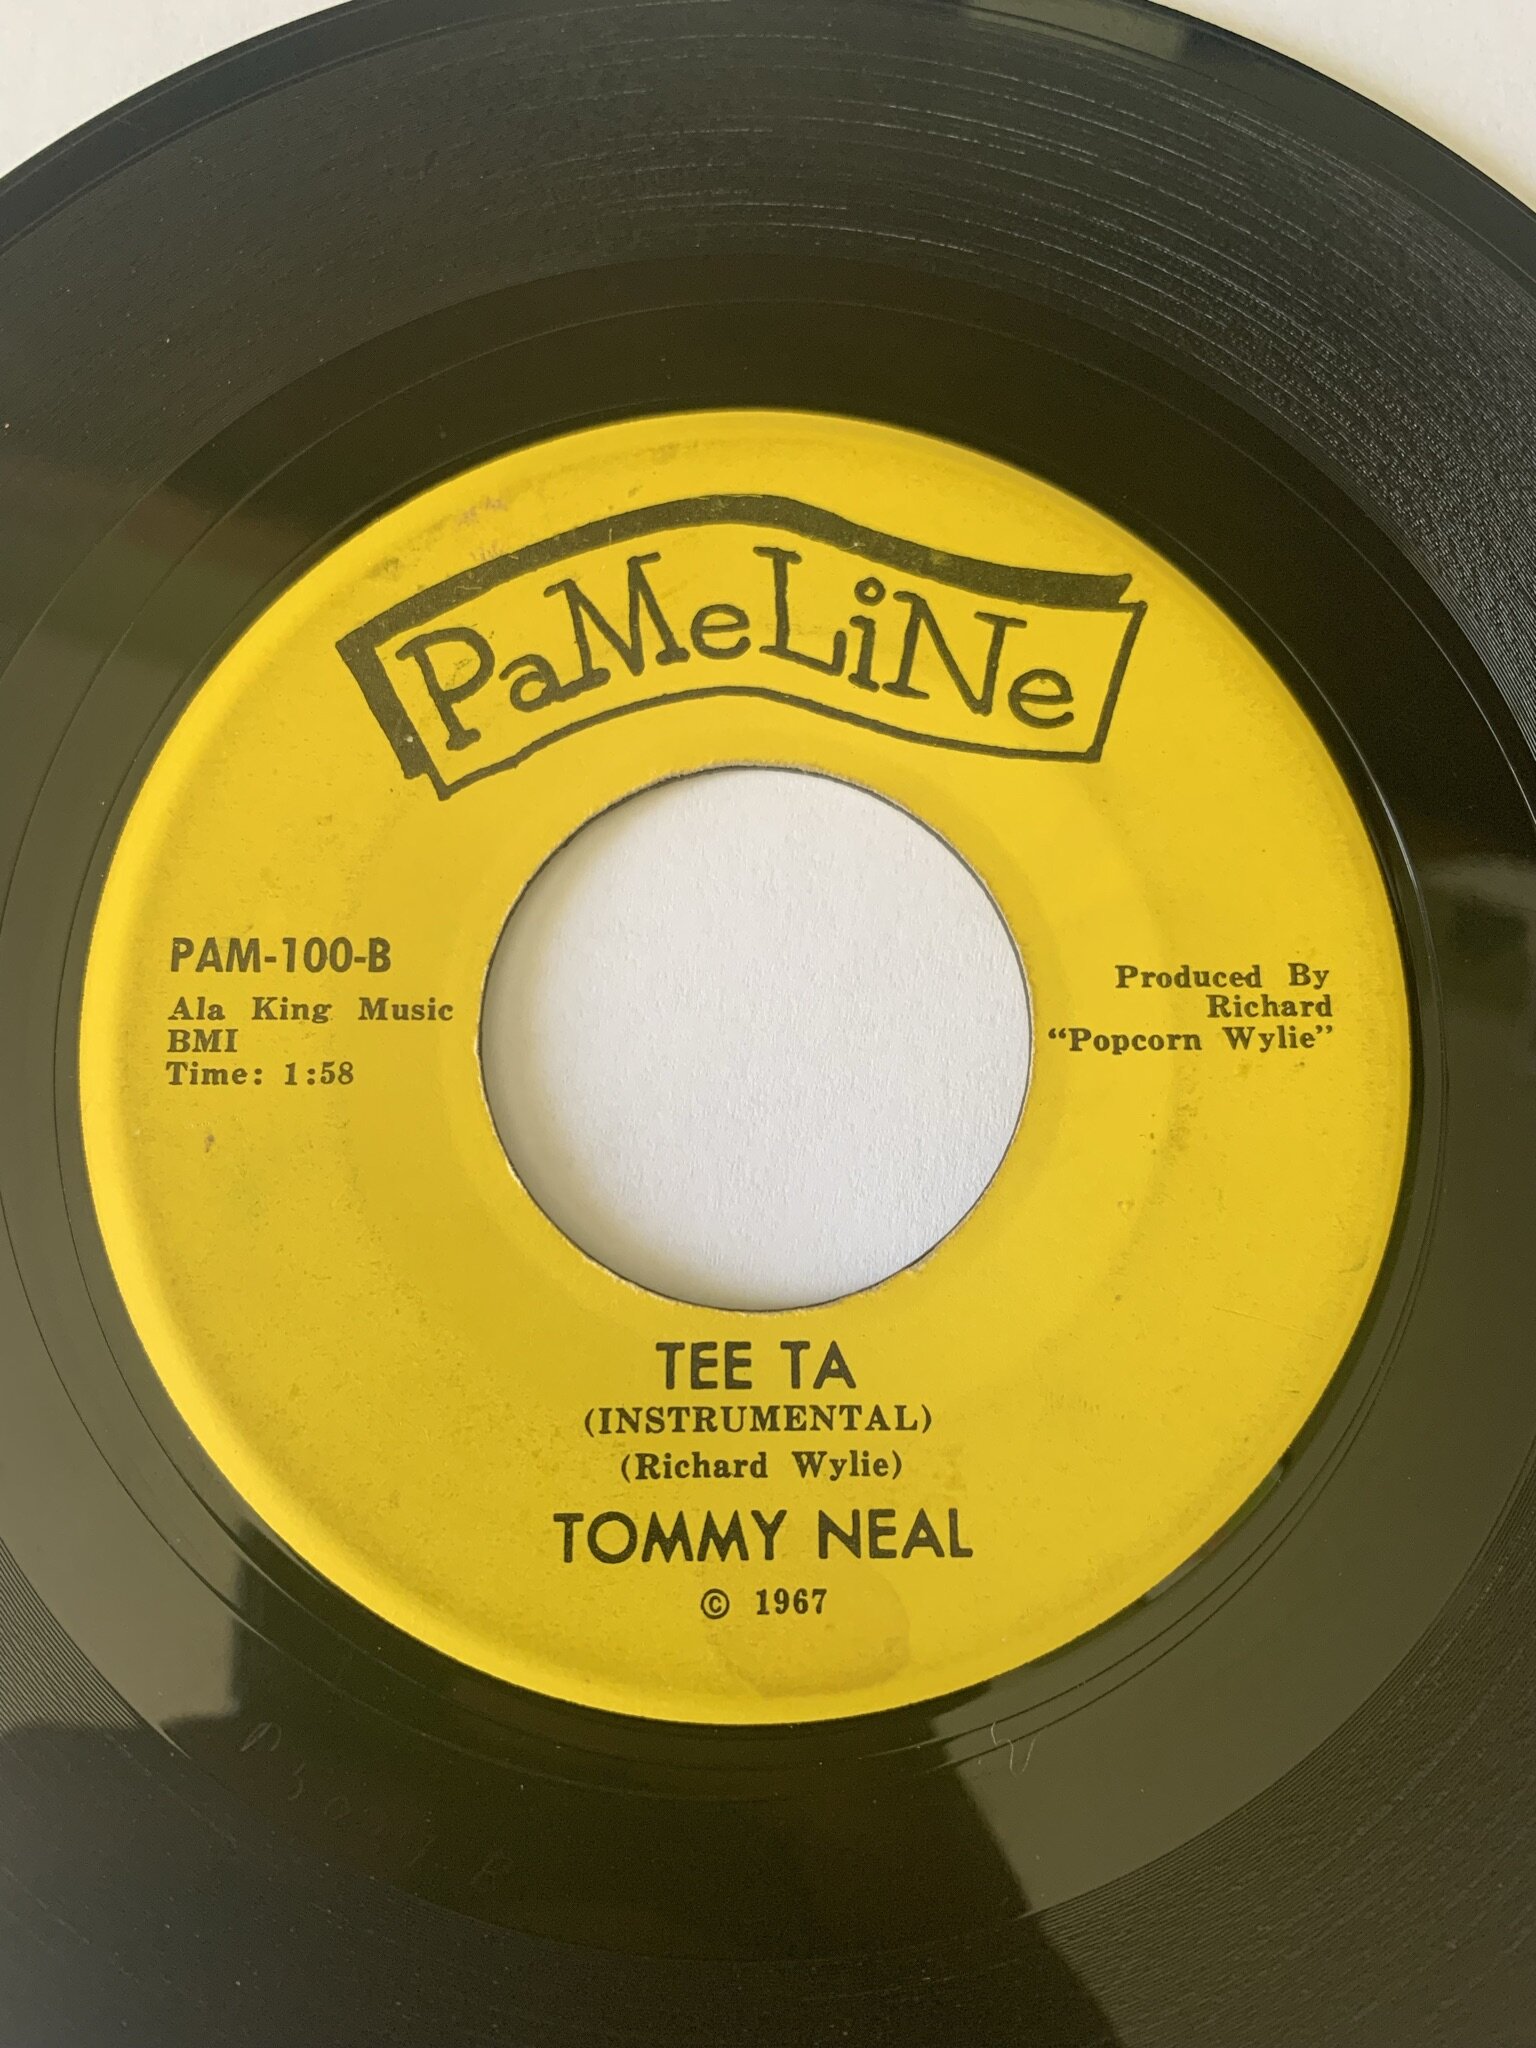 PaMeLiNe
PAM-100-B
Ala King Music
BMI
Time: 1:58
Produced By
Richard
“Popcorn Wylie”
TEE TA
(INSTRUMENTAL)
(Richard Wylie)
TOMMY NEAL
© 1967